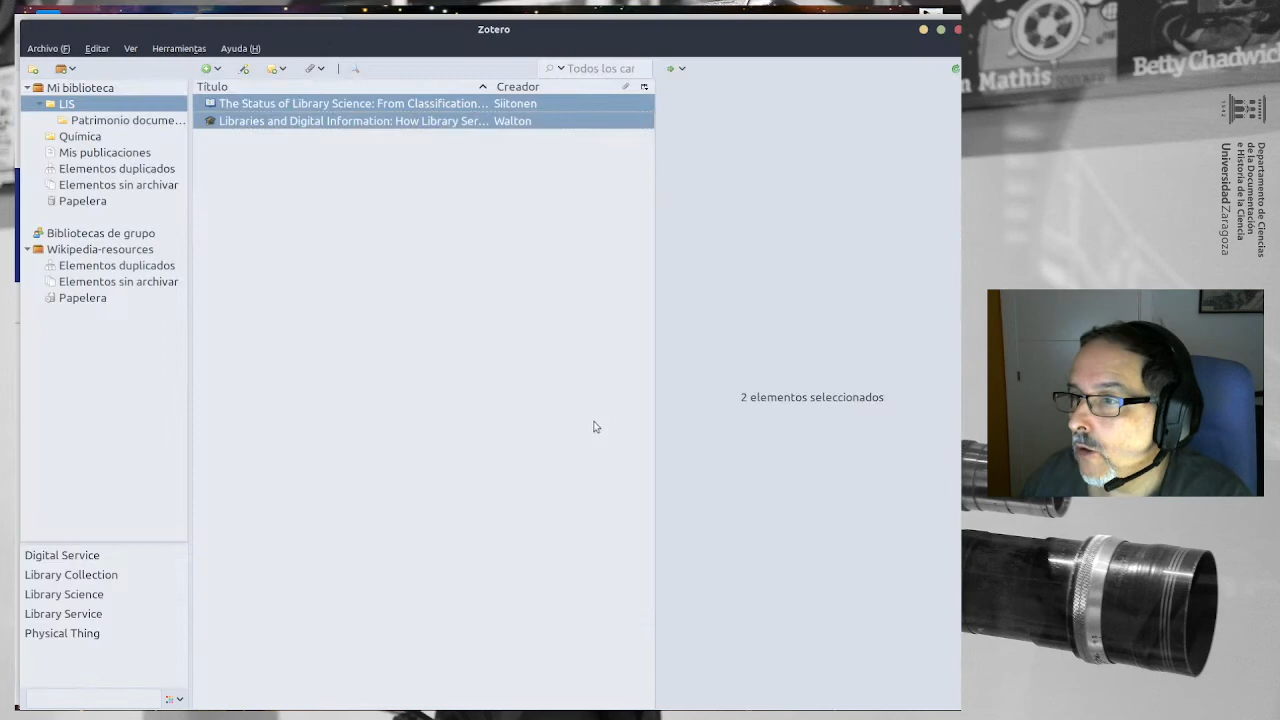 Zotero
Archivo (F) Editar Ver Herramientas Ayuda (H)
Todos los car
Mi biblioteca
LIS
Patrimonio docume...
Química
Mis publicaciones
Elementos duplicados
Elementos sin archivar
Papelera
Bibliotecas de grupo
Wikipedia-resources
Elementos duplicados
Elementos sin archivar
Papelera
Digital Service
Library Collection
Library Science
Library Service
Physical Thing
Título Creador
The Status of Library Science: From Classification... Siitonen
Libraries and Digital Information: How Library Ser... Walton
2 elementos seleccionados
Mathis
Betty Chadwick
1542
Departamento de Ciencias
de la Documentación
e Historia de la Ciencia
Universidad Zaragoza